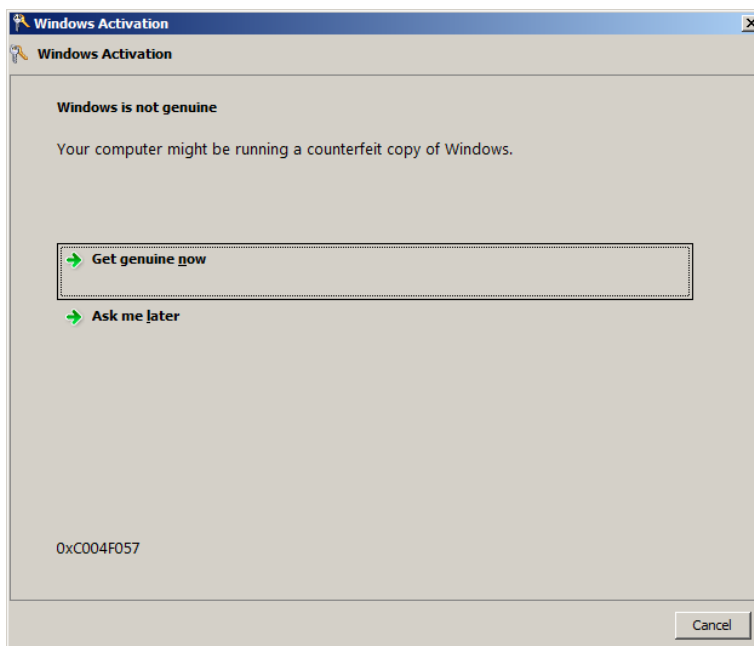 Windows Activation
Windows Activation
Windows is not genuine
Your computer might be running a counterfeit copy of Windows.
Get genuine now
Ask me later
0xC004F057
Cancel